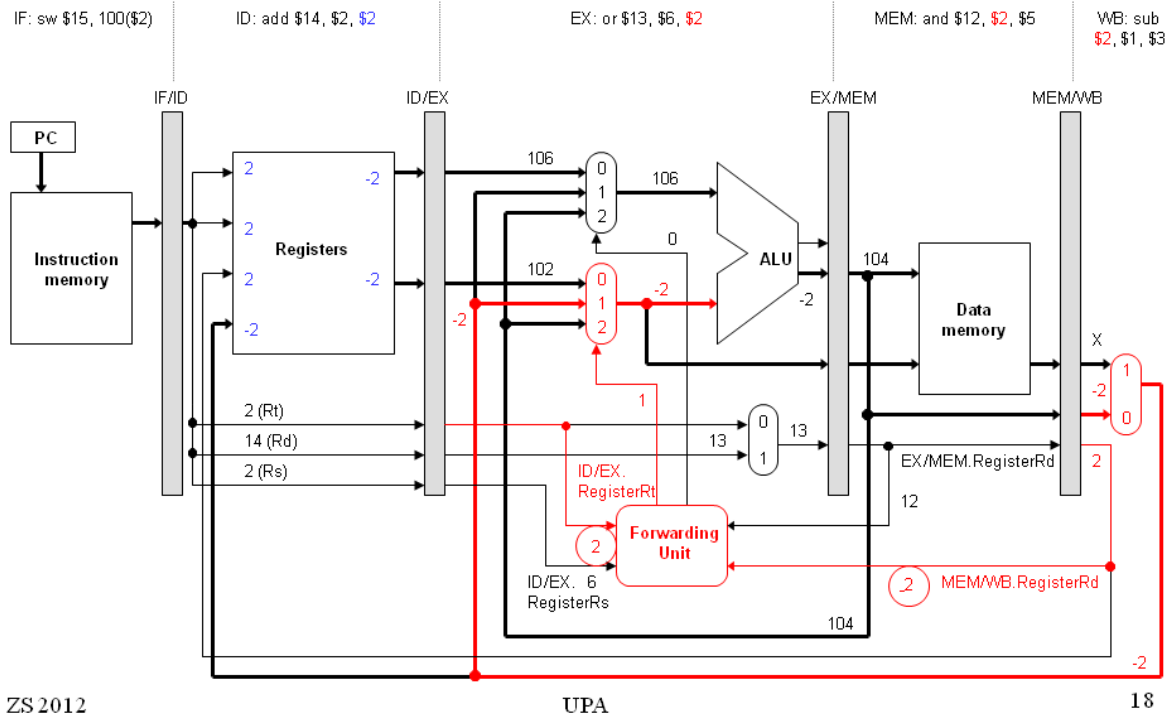 IF: sw $15, 100($2)
ID: add $14, $2, $2
EX: or $13, $6, $2
MEM: and $12, $2, $5
WB: sub
$2, $1, $3
IF/ID
ID/EX
EX/MEM
MEM/WB
PC
Instruction
memory
2
2
2
-2
Registers
-2
-2
106
102
-2
0
1
2
0
1
2
106
0
-2
1
ALU
-2
104
Data
memory
X
-2
1
0
2 (Rt)
14 (Rd)
2 (Rs)
13
0
1
13
EX/MEM.RegisterRd
2
12
ID/EX.
RegisterRt
2
Forwarding
Unit
ID/EX. 6
RegisterRs
2
MEM/WB.RegisterRd
104
-2
ZS 2012
UPA
18